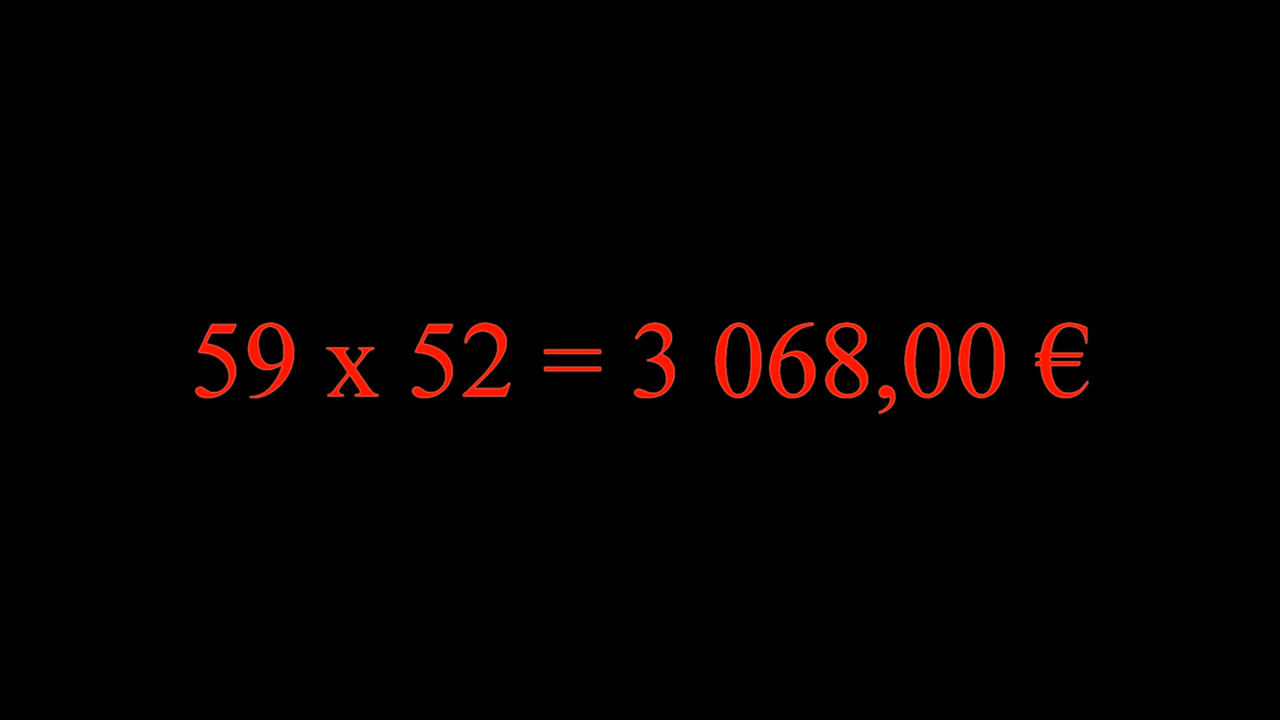 59 x 52 = 3 068,00 €